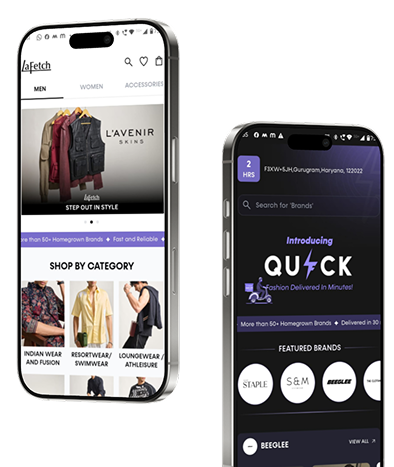 LaFetch
MEN WOMEN ACCESSORIES
L'AVENIR
SKINS
lafetch
STEP OUT IN STYLE
More than 50+ Homegrown Brands ✦ Fast and Reliable ✦
SHOP BY CATEGORY
INDIAN WEAR
AND FUSION
RESORTWEAR/
SWIMWEAR
LOUNGEWEAR /
ATHLEISURE
2
HRS
F3XW+5JH,Gurugram,Haryana, 122022
Search for 'Brands'
Introducing
QUICK
Fashion Delivered In Minutes!
More than 50+ Homegrown Brands ✦ Delivered in 30
FEATURED BRANDS
STAPLE
S&M
BEEGLEE
BEEGLEE
VIEW ALL